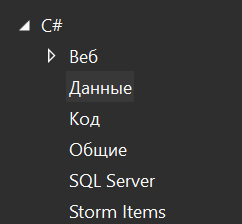 C#
Веб
Данные
Код
Общие
SQL Server
Storm Items